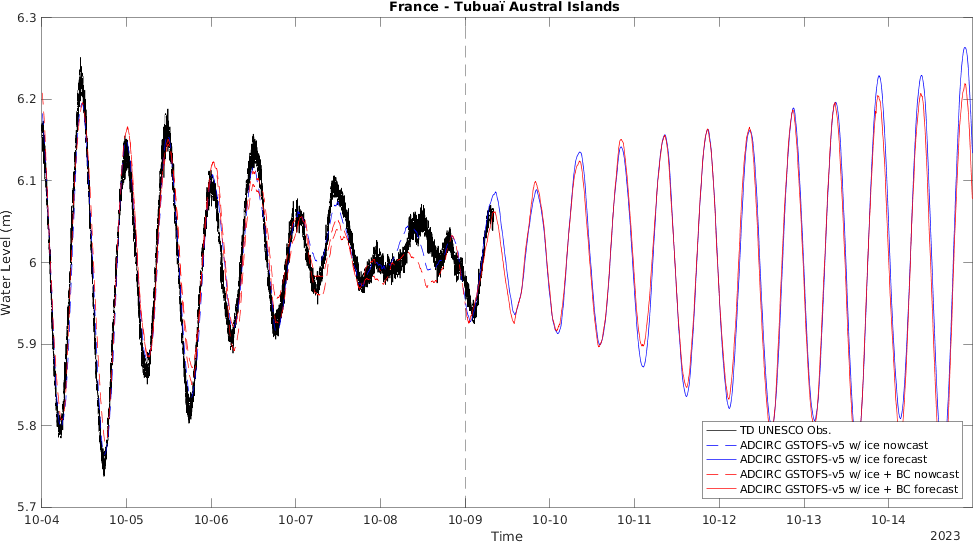 France - Tubuaï Austral Islands
6.3
6.2
6.1
6
5.9
5.8
5.7
Water Level (m)
10-04 10-05 10-06 10-07 10-08 10-09 10-10 10-11 10-12 10-13 10-14
Time
2023
TD UNESCO Obs.
ADCIRC GSTOFS-v5 w/ ice nowcast
ADCIRC GSTOFS-v5 w/ ice forecast
ADCIRC GSTOFS-v5 w/ ice + BC nowcast
ADCIRC GSTOFS-v5 w/ ice + BC forecast